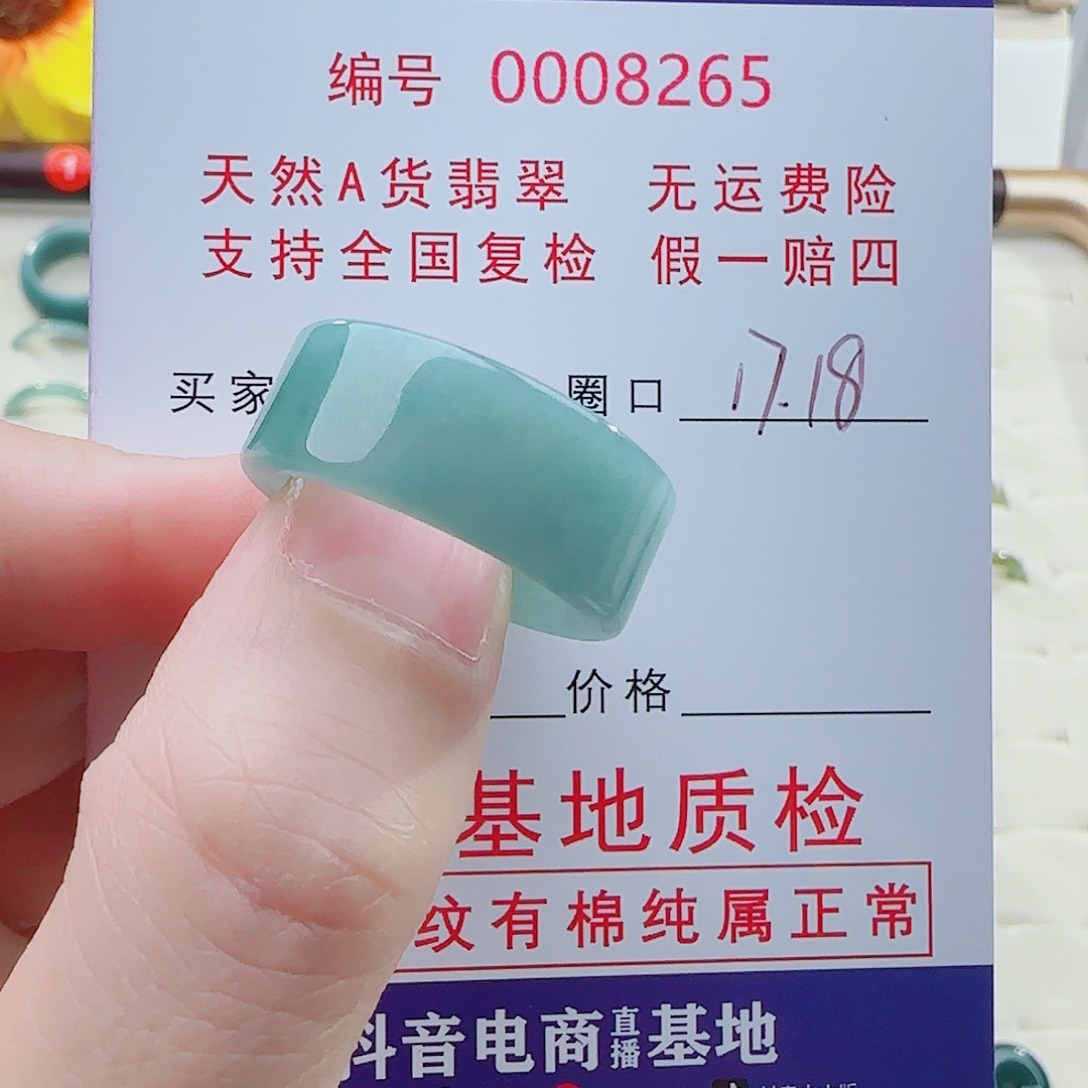 编号 0008265
天然A货翡翠 无运费险
支持全国复检 假一赔四
买家 圈口 17.18
价格
基地质检
纹有棉纯属正常
抖音电商直播基地